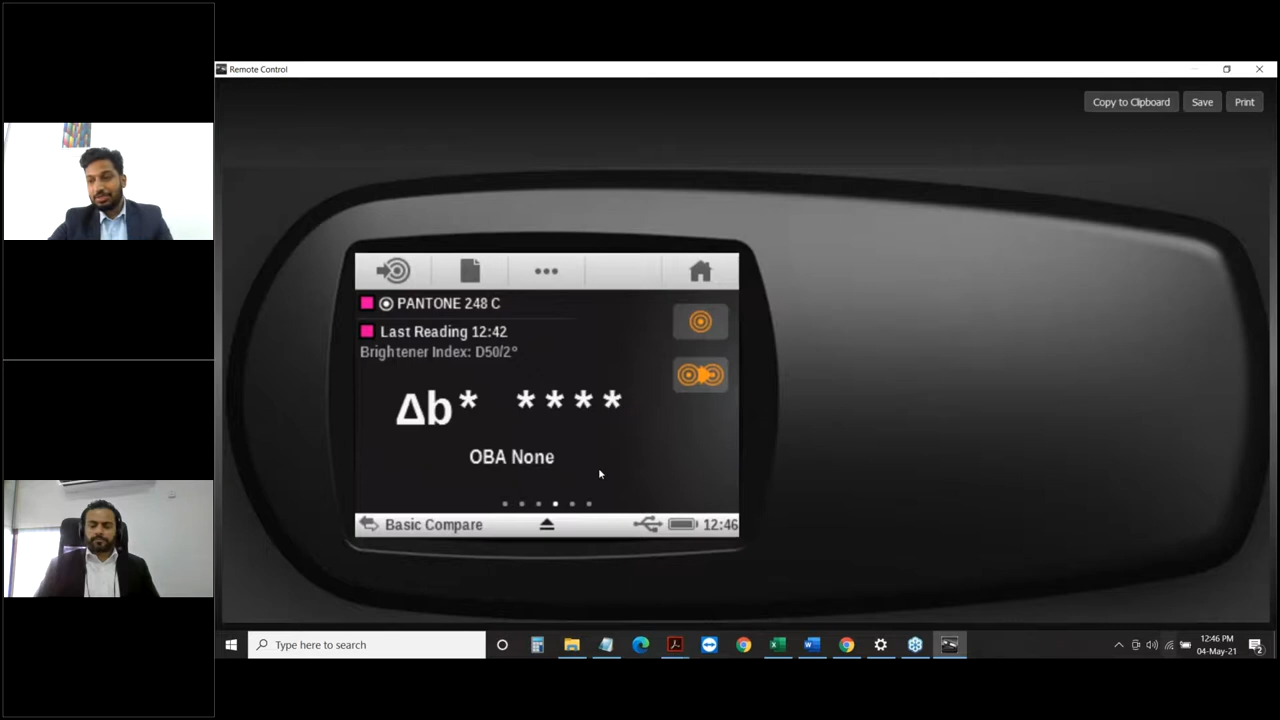 Remote Control
Copy to Clipboard Save Print
•••
PANTONE 248 C
Last Reading 12:42
Brightener Index: D50/2°
Δb* ****
OBA None
Basic Compare 12:46
Type here to search
12:46 PM
04-May-21
2